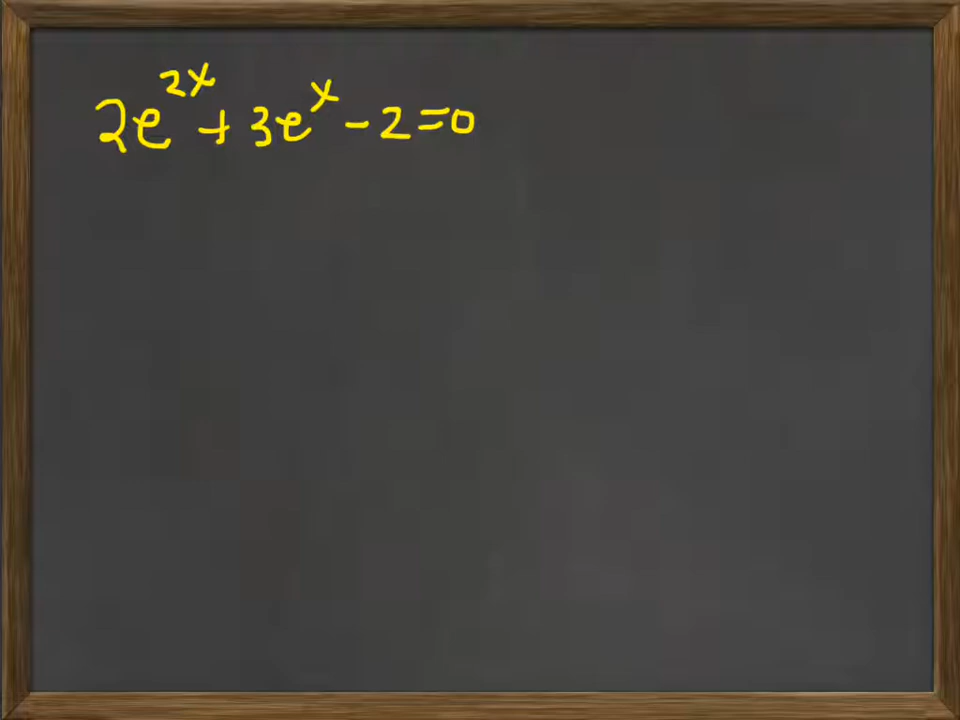 2e^{2x} + 3e^x - 2 = 0